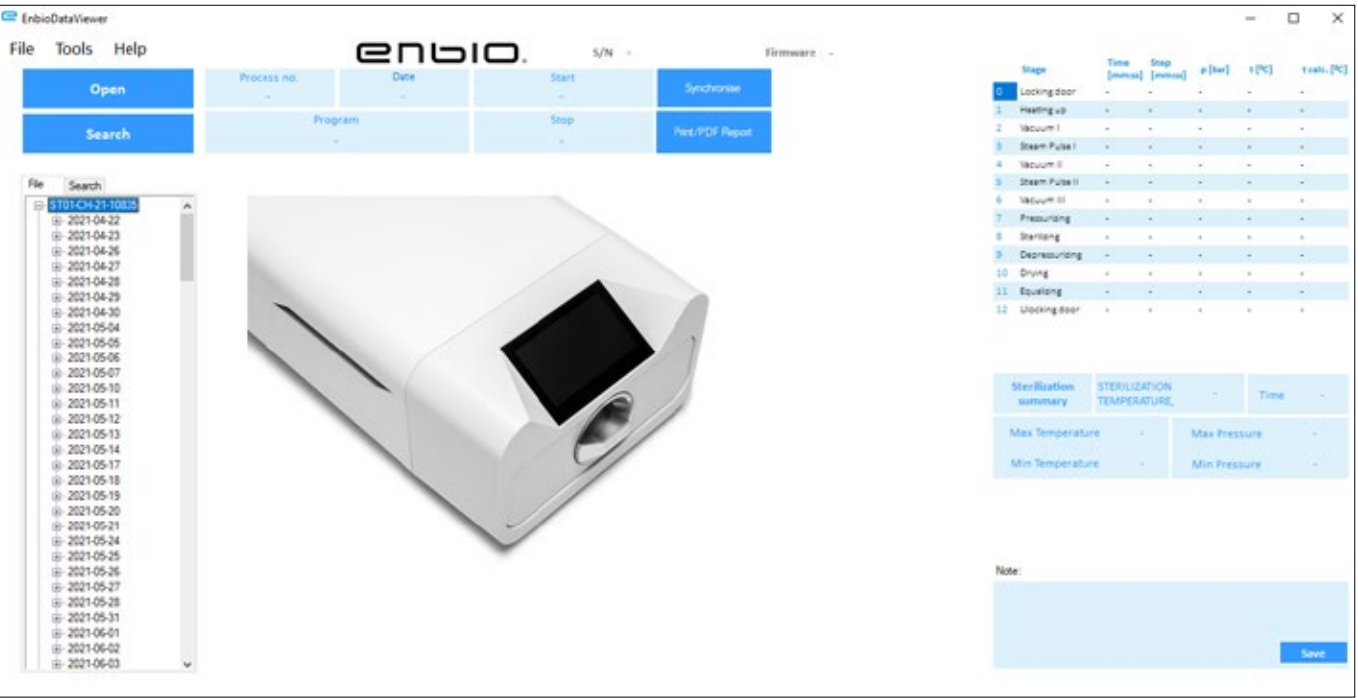 EnbioDataViewer
File Tools Help
enbio.
S/N -
Firmware -
Open
Search
Process no.
-
Date
-
Start
-
Synchronise
Program
-
Stop
-
Print/PDF Report
File Search
ST01-CH-21-10835
2021-04-22
2021-04-23
2021-04-26
2021-04-27
2021-04-28
2021-04-29
2021-04-30
2021-05-04
2021-05-05
2021-05-06
2021-05-07
2021-05-10
2021-05-11
2021-05-12
2021-05-13
2021-05-14
2021-05-17
2021-05-18
2021-05-19
2021-05-20
2021-05-21
2021-05-24
2021-05-25
2021-05-26
2021-05-27
2021-05-28
2021-05-31
2021-06-01
2021-06-02
2021-06-03
Stage Time [mm:ss] Step [mm:ss] p [bar] t [ºC] t calc. [ºC]
0 Locking door - - - - -
1 Heating up - - - - -
2 Vacuum I - - - - -
3 Steam Pulse I - - - - -
4 Vacuum II - - - - -
5 Steam Pulse II - - - - -
6 Vacuum III - - - - -
7 Pressurizing - - - - -
8 Sterilizing - - - - -
9 Depressurizing - - - - -
10 Drying - - - - -
11 Equalizing - - - - -
12 door - - - - -
Sterilization summary
STERILIZATION TEMPERATURE, -
Time -
Max Temperature - Max Pressure -
Min Temperature - Min Pressure -
Note:
Save